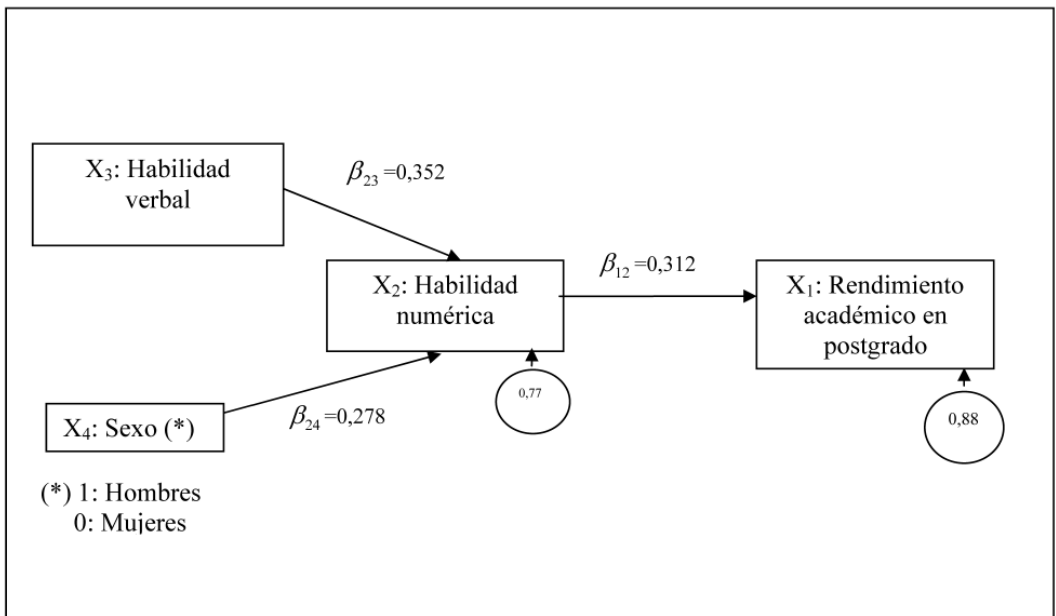 X₃: Habilidad
verbal
β₂₃ =0,352
X₂: Habilidad
numérica
β₁₂ =0,312
X₁: Rendimiento
académico en
postgrado
X₄: Sexo (*)
β₂₄ =0,278
0,77
0,88
(*) 1: Hombres
0: Mujeres